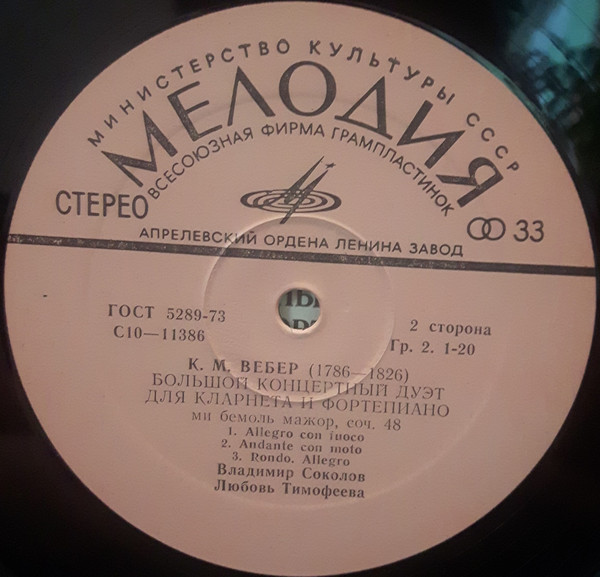 МИНИСТЕРСТВО КУЛЬТУРЫ СССР
МЕЛОДИЯ
ВСЕСОЮЗНАЯ ФИРМА ГРАМПЛАСТИНОК
СТЕРЕО
33
АПРЕЛЕВСКИЙ ОРДЕНА ЛЕНИНА ЗАВОД
ГОСТ 5289-73
С10—11386
2 сторона
Гр. 2. 1-20
К. М. ВЕБЕР (1786—1826)
БОЛЬШОЙ КОНЦЕРТНЫЙ ДУЭТ
ДЛЯ КЛАРНЕТА И ФОРТЕПИАНО
ми бемоль мажор, соч. 48
1. Allegro con fuoco
2. Andante con moto
3. Rondo. Allegro
Владимир Соколов
Любовь Тимофеева